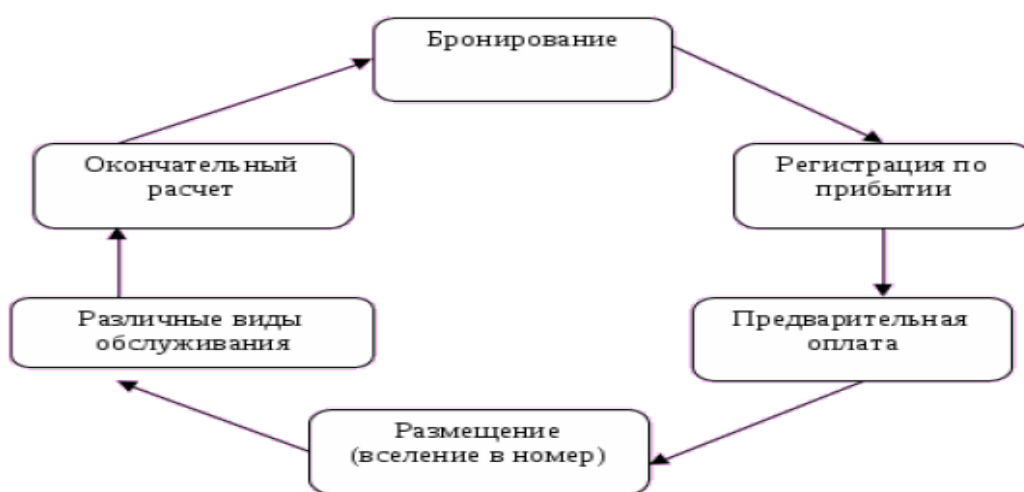 Бронирование
Регистрация по
прибытии
Предварительная
оплата
Размещение
(вселение в номер)
Различные виды
обслуживания
Окончательный
расчет